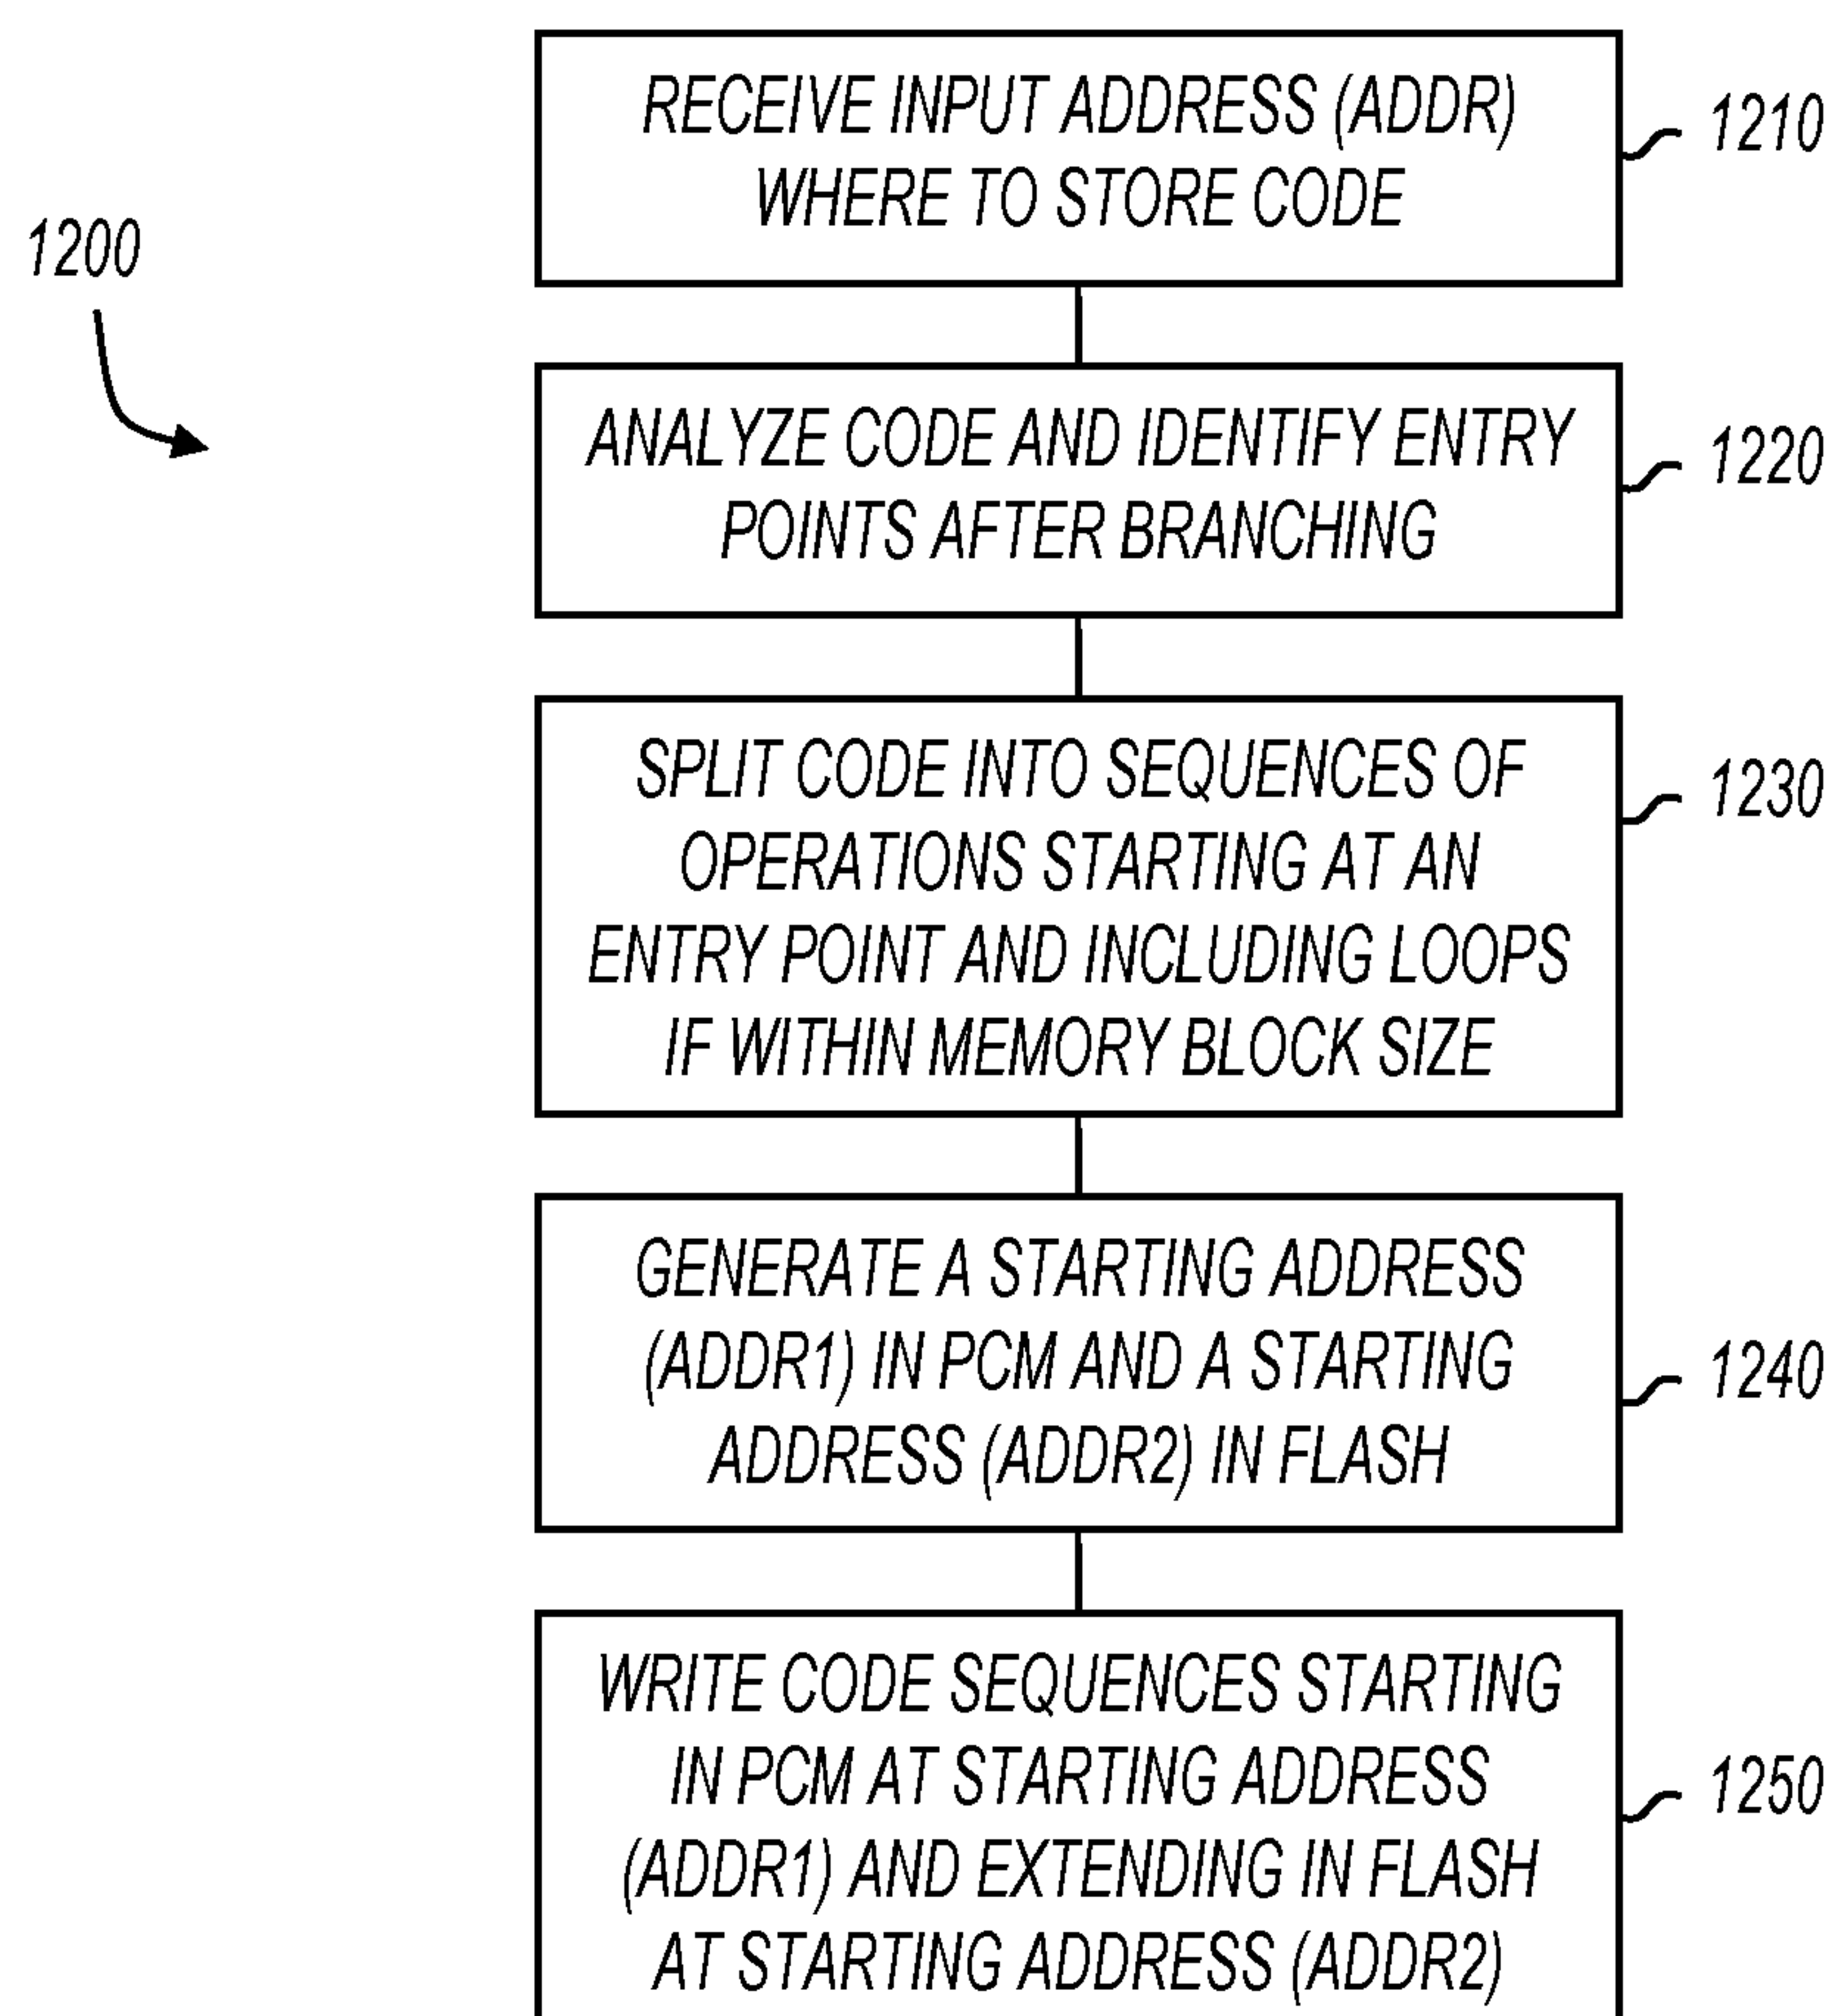 RECEIVE INPUT ADDRESS (ADDR)
WHERE TO STORE CODE
1210
1200
ANALYZE CODE AND IDENTIFY ENTRY
POINTS AFTER BRANCHING
1220
SPLIT CODE INTO SEQUENCES OF
OPERATIONS STARTING AT AN
ENTRY POINT AND INCLUDING LOOPS
IF WITHIN MEMORY BLOCK SIZE
1230
GENERATE A STARTING ADDRESS
(ADDR1) IN PCM AND A STARTING
ADDRESS (ADDR2) IN FLASH
1240
WRITE CODE SEQUENCES STARTING
IN PCM AT STARTING ADDRESS
(ADDR1) AND EXTENDING IN FLASH
AT STARTING ADDRESS (ADDR2)
1250